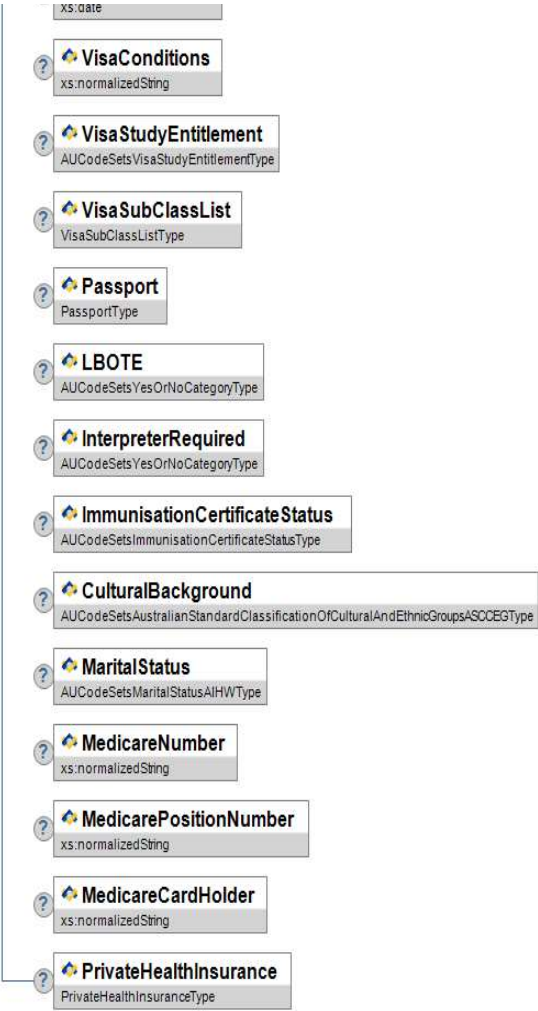 xs:date
? VisaConditions
xs:normalizedString
? VisaStudyEntitlement
AUCodeSetsVisaStudyEntitlementType
? VisaSubClassList
VisaSubClassListType
? Passport
PassportType
? LBOTE
AUCodeSetsYesOrNoCategoryType
? InterpreterRequired
AUCodeSetsYesOrNoCategoryType
? ImmunisationCertificateStatus
AUCodeSetsImmunisationCertificateStatusType
? CulturalBackground
AUCodeSetsAustralianStandardClassificationOfCulturalAndEthnicGroupsASCCEGType
? MaritalStatus
AUCodeSetsMaritalStatusAIHWType
? MedicareNumber
xs:normalizedString
? MedicarePositionNumber
xs:normalizedString
? MedicareCardHolder
xs:normalizedString
? PrivateHealthInsurance
PrivateHealthInsuranceType